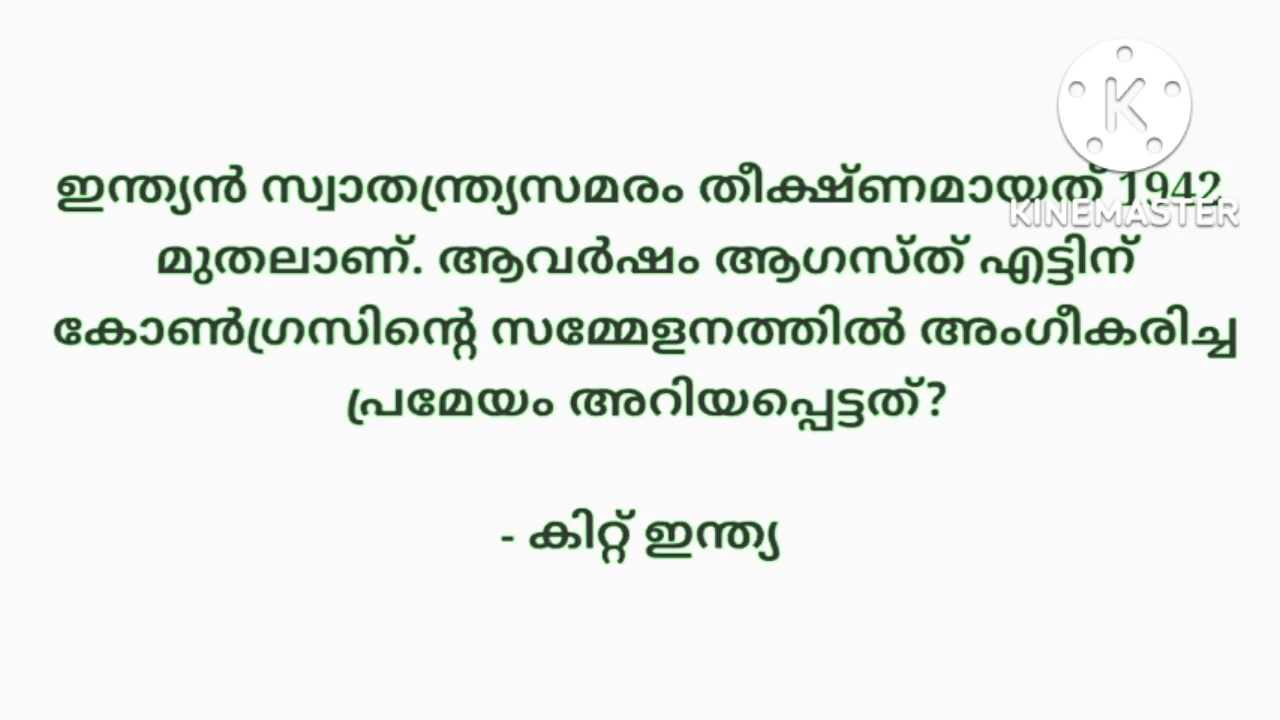 ഇന്ത്യൻ സ്വാതന്ത്ര്യസമരം തീക്ഷ്ണമായത് 1942
KINEMASTER
മുതലാണ്. ആവർഷം ആഗസ്ത് എട്ടിന്
കോൺഗ്രസിന്റെ സമ്മേളനത്തിൽ അംഗീകരിച്ച
പ്രമേയം അറിയപ്പെട്ടത്?
- കിറ്റ് ഇന്ത്യ